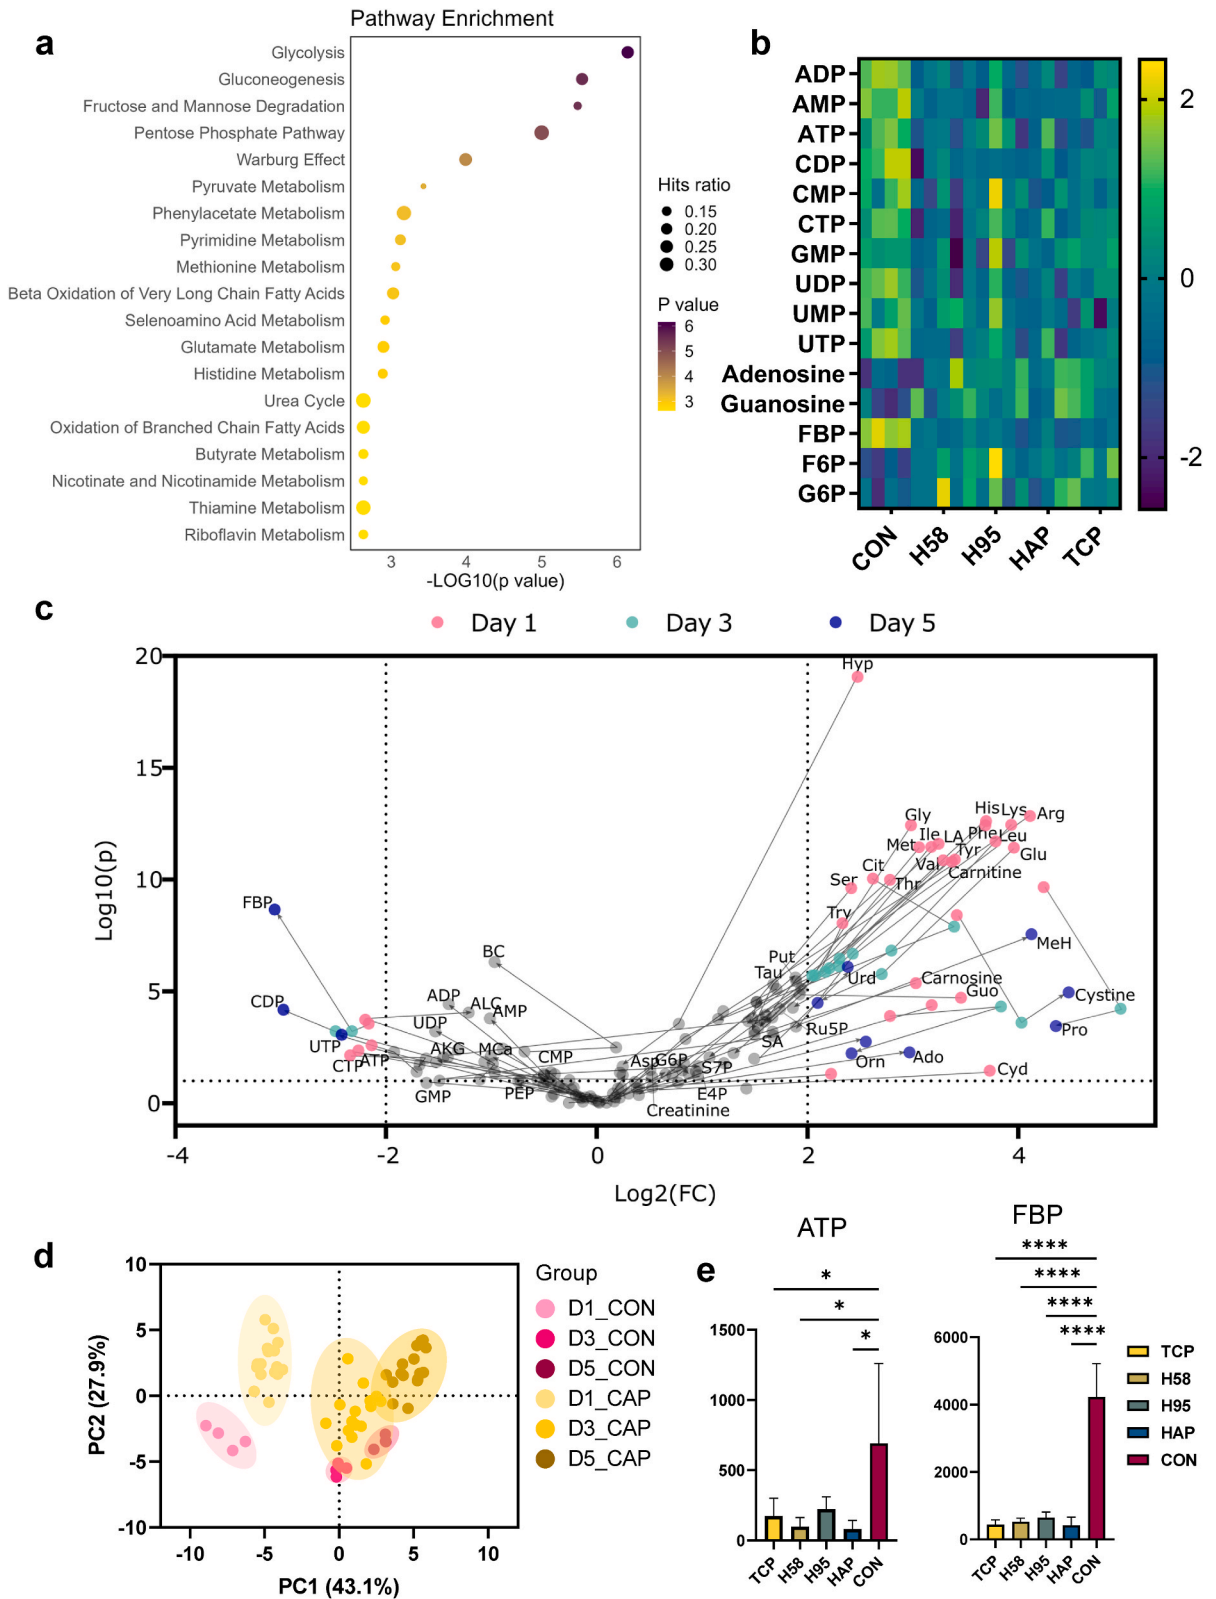 a
Pathway Enrichment
Glycolysis
Gluconeogenesis
Fructose and Mannose Degradation
Pentose Phosphate Pathway
Warburg Effect
Pyruvate Metabolism
Phenylacetate Metabolism
Pyrimidine Metabolism
Methionine Metabolism
Beta Oxidation of Very Long Chain Fatty Acids
Selenoamino Acid Metabolism
Glutamate Metabolism
Histidine Metabolism
Urea Cycle
Oxidation of Branched Chain Fatty Acids
Butyrate Metabolism
Nicotinate and Nicotinamide Metabolism
Thiamine Metabolism
Riboflavin Metabolism
3 4 5 6
-LOG10(p value)
Hits ratio
0.15
0.20
0.25
0.30
P value
6
5
4
3
b
ADP
AMP
ATP
CDP
CMP
CTP
GMP
UDP
UMP
UTP
Adenosine
Guanosine
FBP
F6P
G6P
CON H58 H95 HAP TCP
2
0
-2
c
Day 1 Day 3 Day 5
20
15
10
5
0
Log10(p)
-4 -2 0 2 4
Log2(FC)
Hyp
His Lys Arg
Gly
Ile LA Phe Leu
Met
Tyr
Glu
Val
Carnitine
Cit
Ser
Thr
Try
FBP
BC
MeH
Put
Tau
Urd
Carnosine
Guo
Cystine
CDP
ADP
ALC
AMP
UDP
Ru5P
Pro
UTP
AKG
MCa
CMP
SA
CTP
ATP
Asp
G6P
S7P
Orn
Ado
Cyd
GMP
PEP
E4P
Creatinine
d
10
5
0
-5
-10
PC2 (27.9%)
-10 -5 0 5 10
PC1 (43.1%)
Group
D1_CON
D3_CON
D5_CON
D1_CAP
D3_CAP
D5_CAP
e
ATP
*
*
*
1500
1000
500
0
TCP H58 H95 HAP CON
FBP
****
****
****
****
6000
4000
2000
0
TCP H58 H95 HAP CON
TCP
H58
H95
HAP
CON